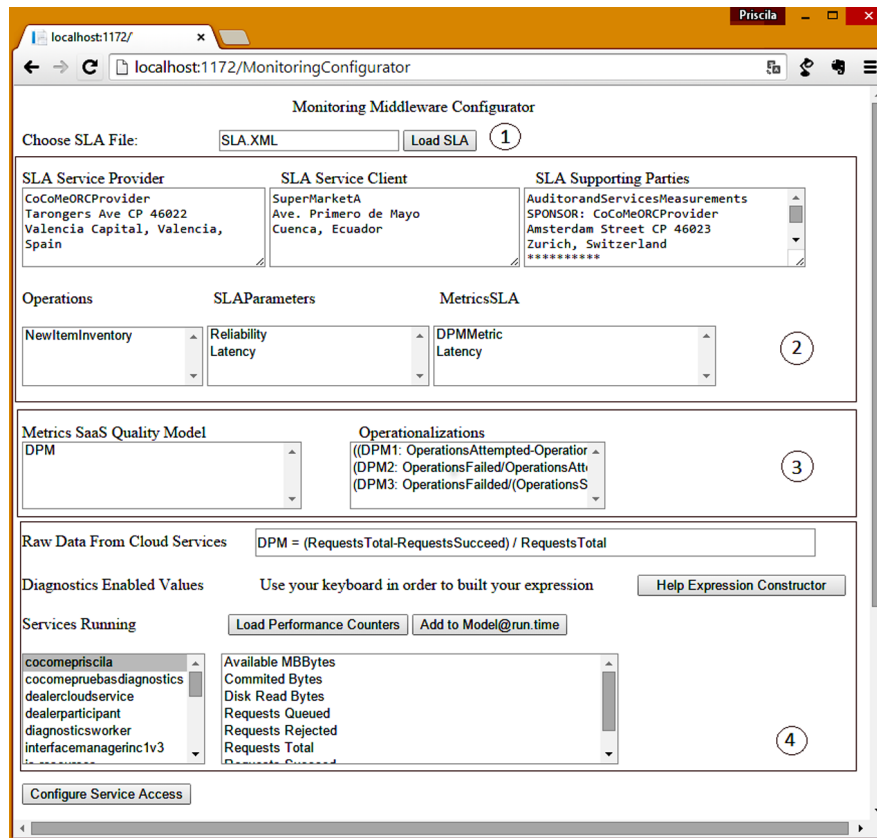 Priscila
localhost:1172/
localhost:1172/MonitoringConfigurator
Monitoring Middleware Configurator
Choose SLA File: SLA.XML Load SLA 1
SLA Service Provider SLA Service Client SLA Supporting Parties
CoCoMeORCProvider
Tarongers Ave CP 46022
Valencia Capital, Valencia,
Spain
SuperMarketA
Ave. Primero de Mayo
Cuenca, Ecuador
AuditorandServicesMeasurements
SPONSOR: CoCoMeORCProvider
Amsterdam Street CP 46023
Zurich, Switzerland
**********
Operations SLAParameters MetricsSLA
NewItemInventory
Reliability
Latency
DPMMetric
Latency
2
Metrics SaaS Quality Model Operationalizations
DPM
((DPM1: OperationsAttempted-Operation
(DPM2: OperationsFailed/OperationsAtte
(DPM3: OperationsFailded/(OperationsS
3
Raw Data From Cloud Services DPM = (RequestsTotal-RequestsSucceed) / RequestsTotal
Diagnostics Enabled Values Use your keyboard in order to built your expression Help Expression Constructor
Services Running Load Performance Counters Add to Model@run.time
cocomepriscila
cocomepruebasdiagnostics
dealercloudservice
dealerparticipant
diagnosticsworker
interfacemanagerinc1v3
Available MBBytes
Commited Bytes
Disk Read Bytes
Requests Queued
Requests Rejected
Requests Total
Requests Succeed
4
Configure Service Access